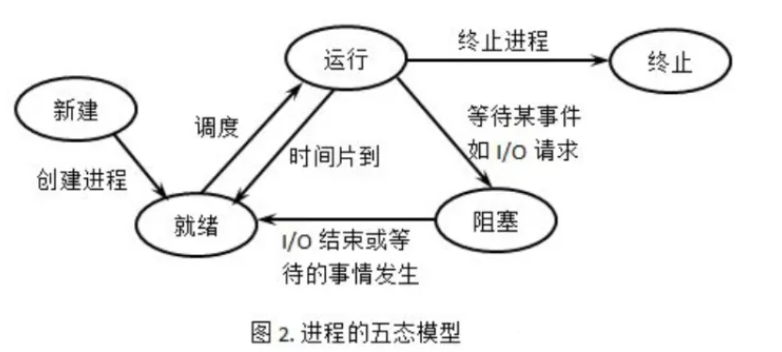 运行
终止进程
终止
新建
调度
等待某事件
如 I/O 请求
时间片到
创建进程
就绪
阻塞
I/O 结束或等
待的事情发生
图 2. 进程的五态模型